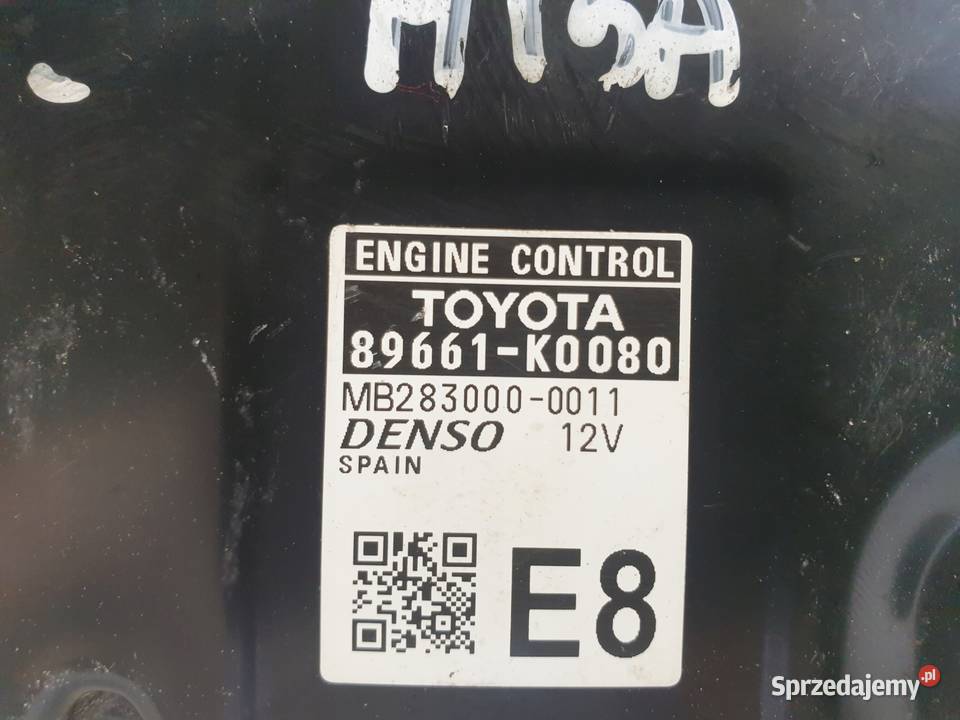 ENGINE CONTROL
TOYOTA
89661-K0080
MB283000-0011
DENSO 12V
SPAIN
E8
Sprzedajemy.pl